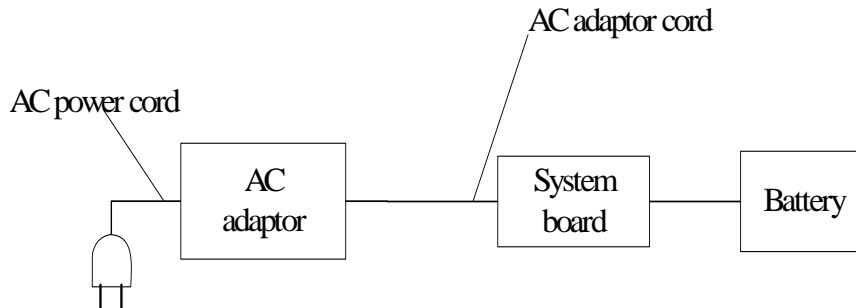 AC adaptor cord
AC power cord
AC
adaptor
System
board
Battery